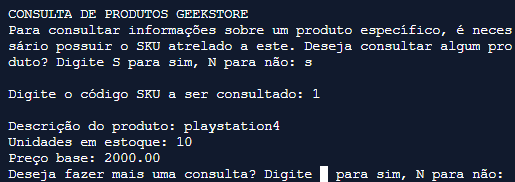 CONSULTA DE PRODUTOS GEEKSTORE
Para consultar informações sobre um produto específico, é neces
sário possuir o SKU atrelado a este. Deseja consultar algum pro
duto? Digite S para sim, N para não: s
Digite o código SKU a ser consultado: 1
Descrição do produto: playstation4
Unidades em estoque: 10
Preço base: 2000.00
Deseja fazer mais uma consulta? Digite para sim, N para não: